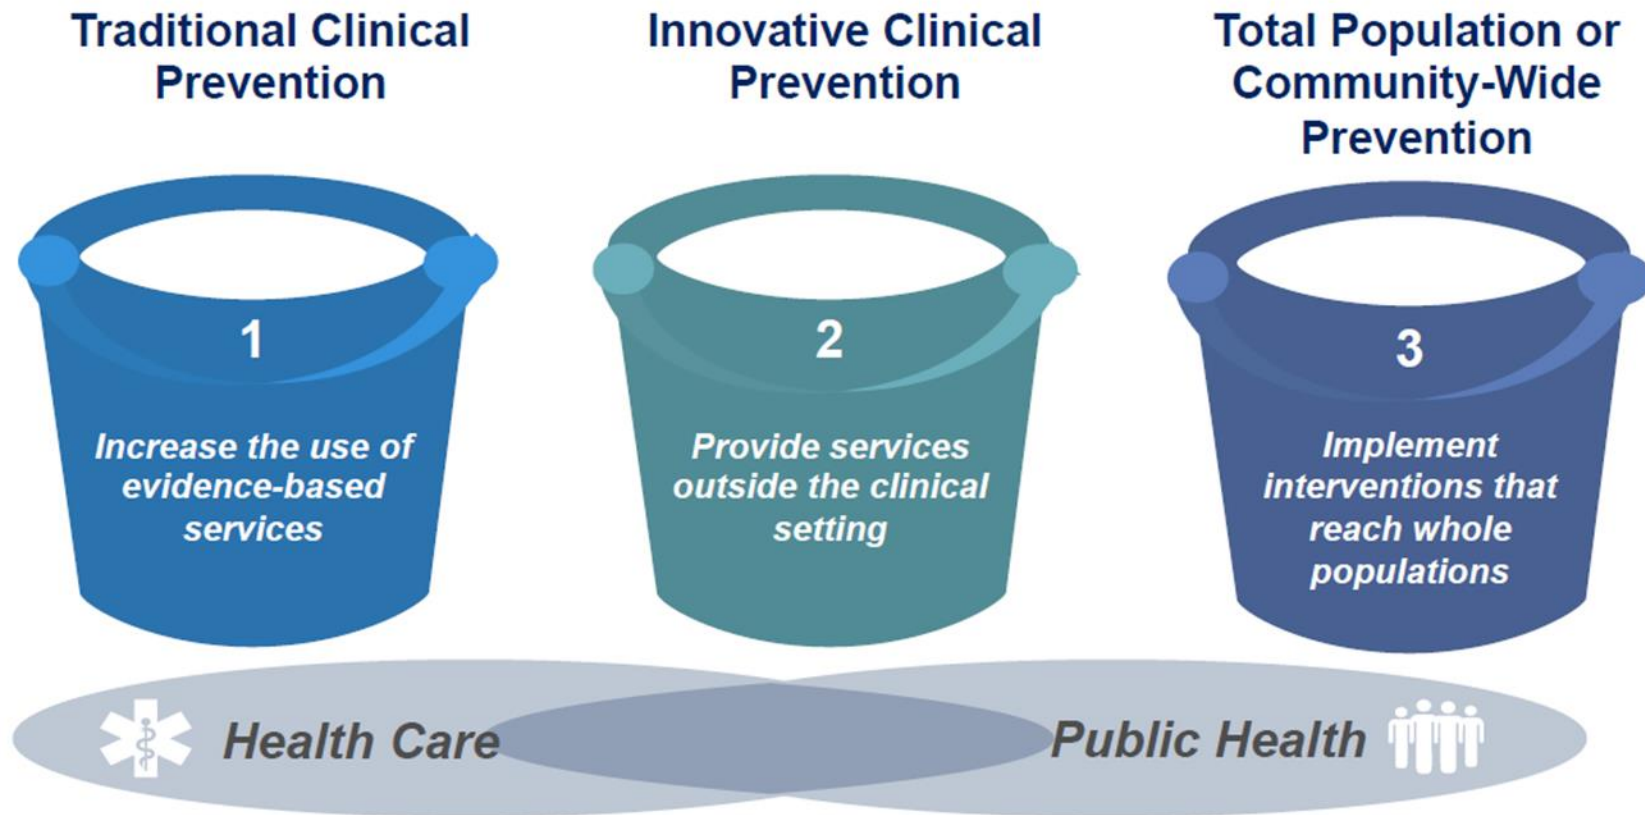 Traditional Clinical
Prevention
Innovative Clinical
Prevention
Total Population or
Community-Wide
Prevention
1
Increase the use of
evidence-based
services
2
Provide services
outside the clinical
setting
3
Implement
interventions that
reach whole
populations
Health Care
Public Health